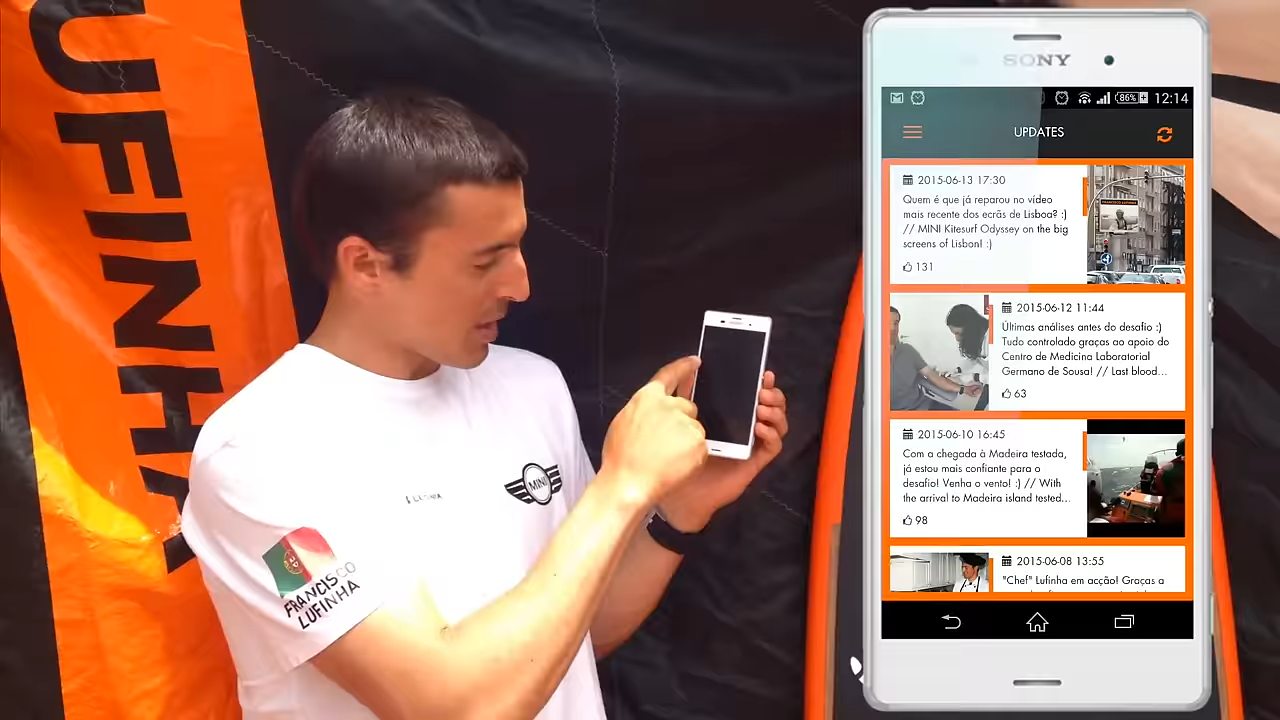 UFINHA
FRANCISCO
LUFINHA
MINI
SONY
86%
12:14
UPDATES
2015-06-13 17:30
Quem é que já reparou no vídeo
mais recente dos ecrãs de Lisboa? :)
// MINI Kitesurf Odyssey on the big
screens of Lisbon! :)
131
2015-06-12 11:44
Últimas análises antes do desafio :)
Tudo controlado graças ao apoio do
Centro de Medicina Laboratorial
Germano de Sousa! // Last blood...
63
2015-06-10 16:45
Com a chegada à Madeira testada,
já estou mais confiante para o
desafio! Venha o vento! :) // With
the arrival to Madeira island tested...
98
2015-06-08 13:55
"Chef" Lufinha em acção! Graças a